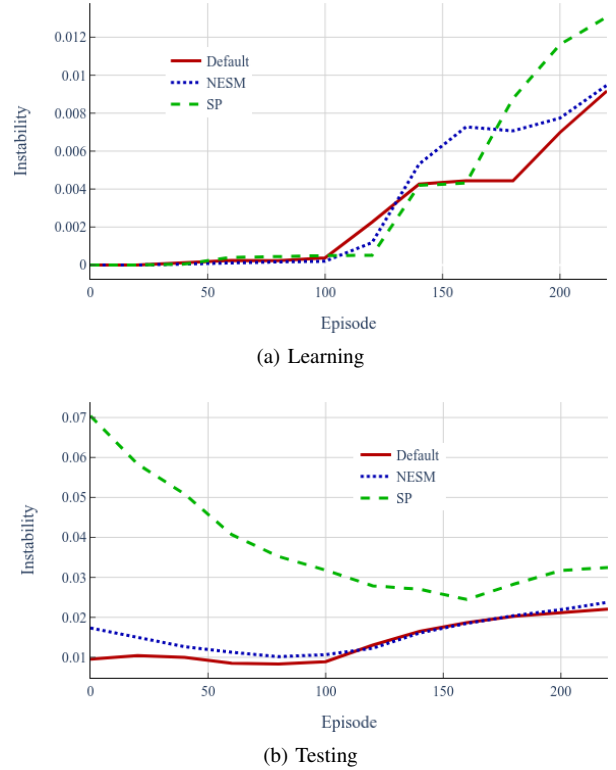 0.012
0.01
0.008
0.006
0.004
0.002
0
Instability
Default
NESM
SP
0 50 100 150 200
Episode
(a) Learning
0.07
0.06
0.05
0.04
0.03
0.02
0.01
Instability
Default
NESM
SP
0 50 100 150 200
Episode
(b) Testing